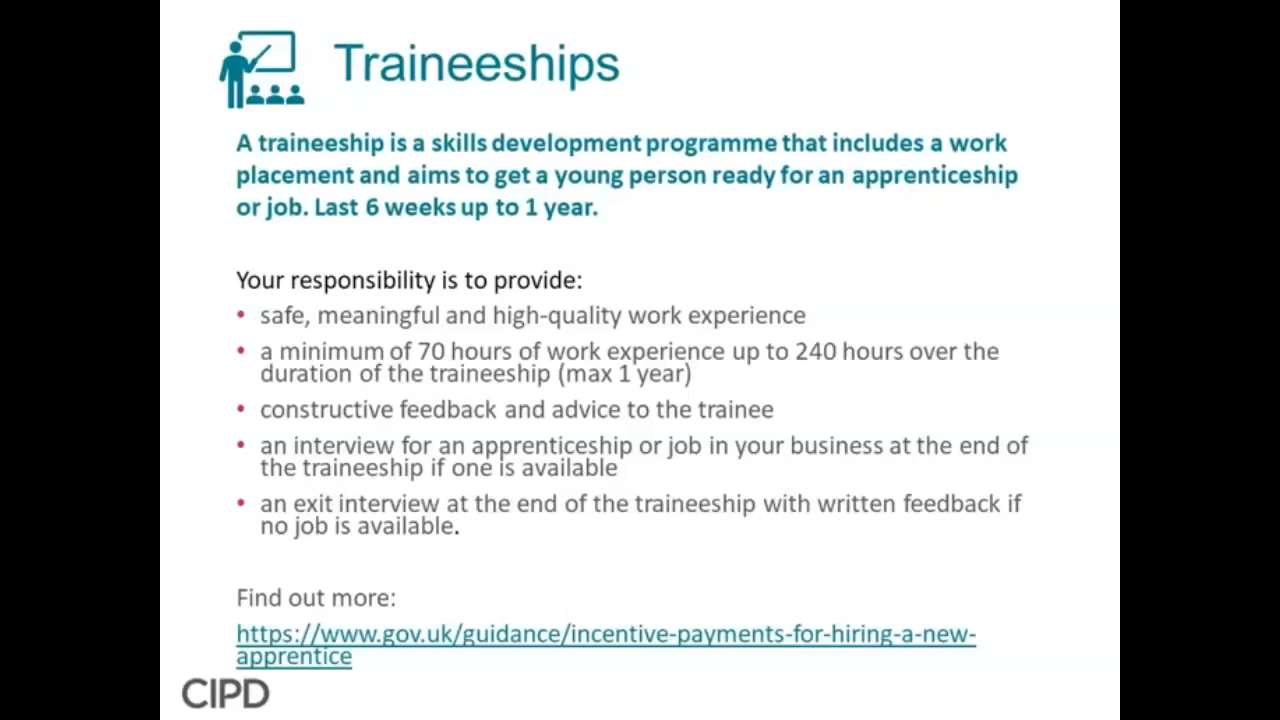 Traineeships
A traineeship is a skills development programme that includes a work
placement and aims to get a young person ready for an apprenticeship
or job. Last 6 weeks up to 1 year.
Your responsibility is to provide:
• safe, meaningful and high-quality work experience
• a minimum of 70 hours of work experience up to 240 hours over the
duration of the traineeship (max 1 year)
• constructive feedback and advice to the trainee
• an interview for an apprenticeship or job in your business at the end of
the traineeship if one is available
• an exit interview at the end of the traineeship with written feedback if
no job is available.
Find out more:
https://www.gov.uk/guidance/incentive-payments-for-hiring-a-new-
apprentice
CIPD